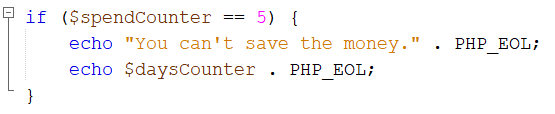 if ($spendCounter == 5) {
    echo "You can't save the money." . PHP_EOL;
    echo $daysCounter . PHP_EOL;
}